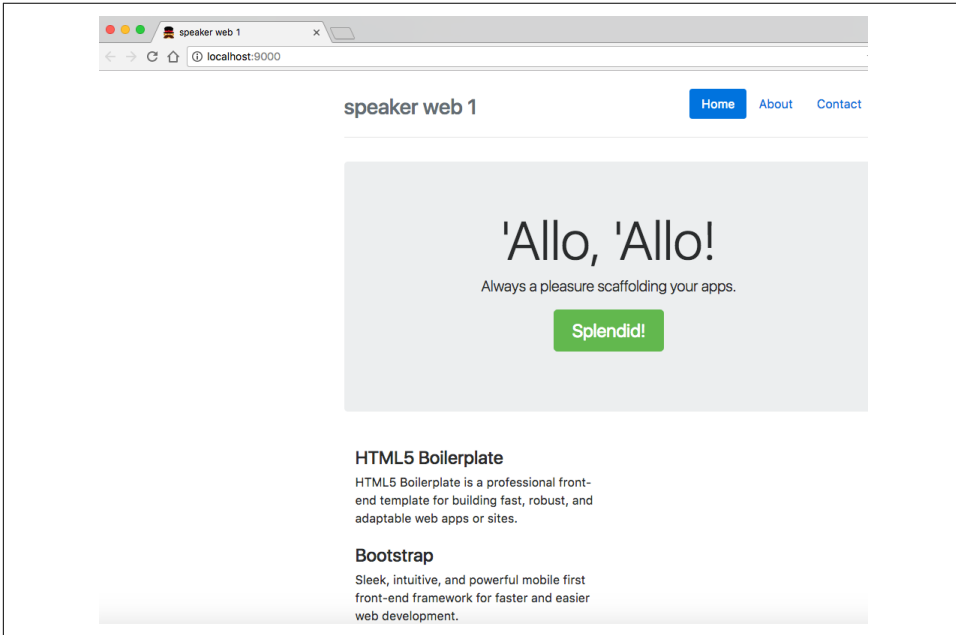 speaker web 1
localhost:9000
speaker web 1
Home About Contact
'Allo, 'Allo!
Always a pleasure scaffolding your apps.
Splendid!
HTML5 Boilerplate
HTML5 Boilerplate is a professional front-
end template for building fast, robust, and
adaptable web apps or sites.
Bootstrap
Sleek, intuitive, and powerful mobile first
front-end framework for faster and easier
web development.